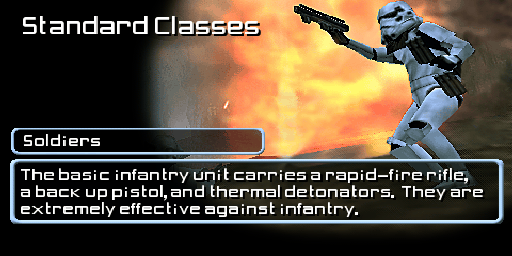 Standard Classes
Soldiers
The basic infantry unit carries a rapid-fire rifle,
a back up pistol, and thermal detonators. They are
extremely effective against infantry.